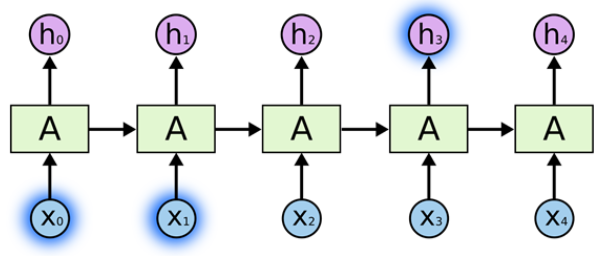 h₀ h₁ h₂ h₃ h₄
A A A A A
x₀ x₁ x₂ x₃ x₄